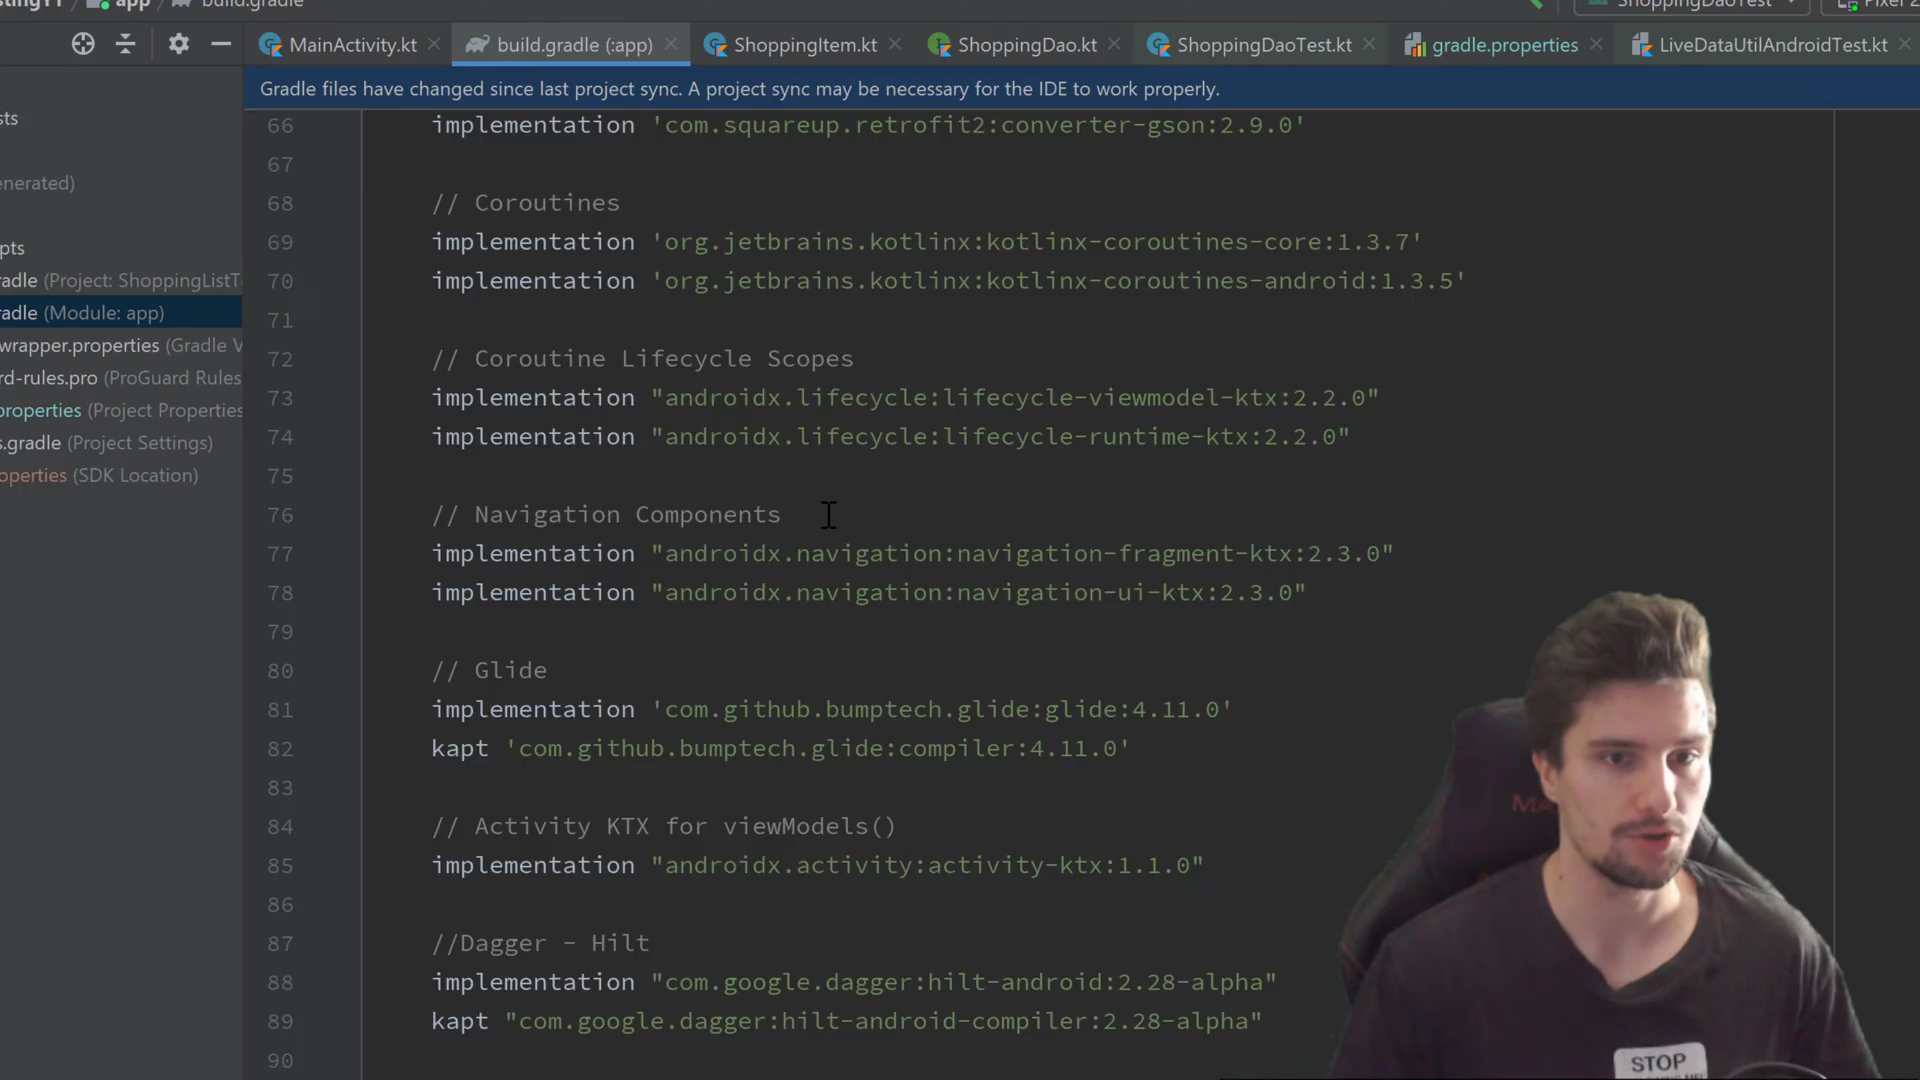 build.gradle
ShoppingDaoTest
MainActivity.kt
build.gradle (:app)
ShoppingItem.kt
ShoppingDao.kt
ShoppingDaoTest.kt
gradle.properties
LiveDataUtilAndroidTest.kt
Gradle files have changed since last project sync. A project sync may be necessary for the IDE to work properly.
sts
enerated)
pts
radle (Project: ShoppingListT
radle (Module: app)
wrapper.properties (Gradle V
rd-rules.pro (ProGuard Rules
properties (Project Properties
s.gradle (Project Settings)
operties (SDK Location)
66 implementation 'com.squareup.retrofit2:converter-gson:2.9.0'
67
68 // Coroutines
69 implementation 'org.jetbrains.kotlinx:kotlinx-coroutines-core:1.3.7'
70 implementation 'org.jetbrains.kotlinx:kotlinx-coroutines-android:1.3.5'
71
72 // Coroutine Lifecycle Scopes
73 implementation "androidx.lifecycle:lifecycle-viewmodel-ktx:2.2.0"
74 implementation "androidx.lifecycle:lifecycle-runtime-ktx:2.2.0"
75
76 // Navigation Components
77 implementation "androidx.navigation:navigation-fragment-ktx:2.3.0"
78 implementation "androidx.navigation:navigation-ui-ktx:2.3.0"
79
80 // Glide
81 implementation 'com.github.bumptech.glide:glide:4.11.0'
82 kapt 'com.github.bumptech.glide:compiler:4.11.0'
83
84 // Activity KTX for viewModels()
85 implementation "androidx.activity:activity-ktx:1.1.0"
86
87 //Dagger - Hilt
88 implementation "com.google.dagger:hilt-android:2.28-alpha"
89 kapt "com.google.dagger:hilt-android-compiler:2.28-alpha"
90
STOP